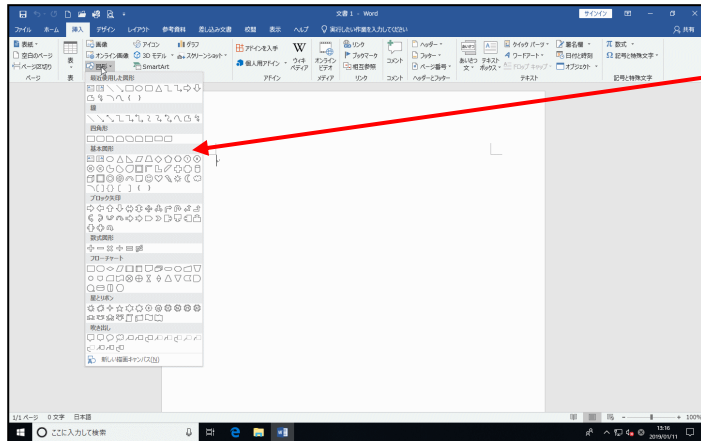 文書 1 - Word
サインイン
ファイル ホーム 挿入 デザイン レイアウト 参考資料 差し込み文書 校閲 表示 ヘルプ 実行したい作業を入力してください 共有
表紙
空白のページ
ページ区切り
ページ
表
表
画像
オンライン画像
図形
アイコン
3D モデル
SmartArt
グラフ
スクリーンショット
アドインを入手
個人用アドイン
ウィキペディア
アドイン
オンラインビデオ
メディア
リンク
ブックマーク
相互参照
リンク
コメント
コメント
ヘッダー
フッター
ページ番号
ヘッダーとフッター
あいさつ文
テキストボックス
クイック パーツ
ワードアート
ドロップ キャップ
署名欄
日付と時刻
オブジェクト
テキスト
π 数式
Ω 記号と特殊文字
記号と特殊文字
最近使用した図形
線
四角形
基本図形
ブロック矢印
数式図形
フローチャート
星とリボン
吹き出し
新しい描画キャンバス(N)
1/1 ページ 0 文字 日本語
100%
ここに入力して検索
13:16
2019/01/11